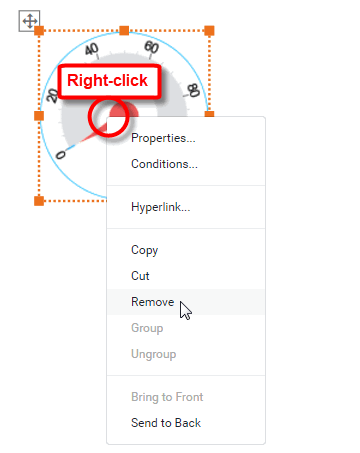 40
60
Right-click
20
80
0
Properties...
Conditions...
Hyperlink...
Copy
Cut
Remove
Group
Ungroup
Bring to Front
Send to Back